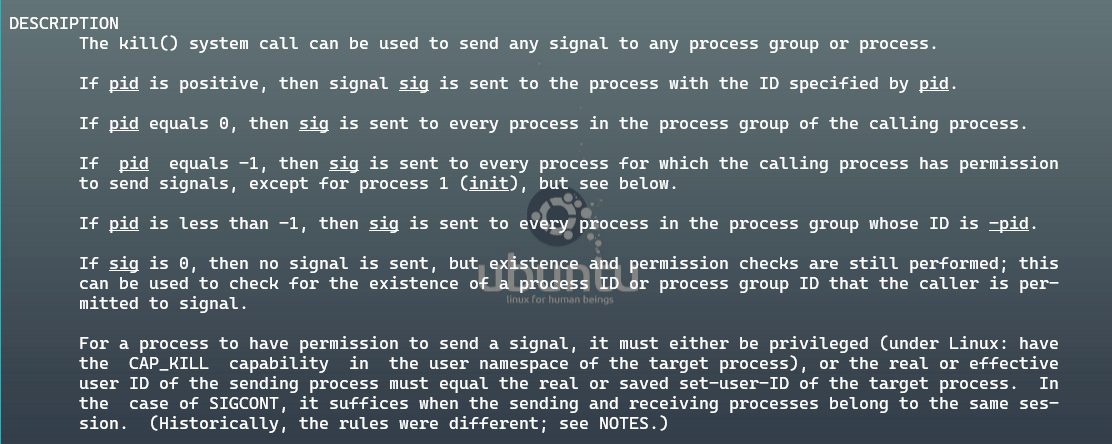 DESCRIPTION
The kill() system call can be used to send any signal to any process group or process.
If pid is positive, then signal sig is sent to the process with the ID specified by pid.
If pid equals 0, then sig is sent to every process in the process group of the calling process.
If  pid  equals −1, then sig is sent to every process for which the calling process has permission
to send signals, except for process 1 (init), but see below.
If pid is less than −1, then sig is sent to every process in the process group whose ID is −pid.
If sig is 0, then no signal is sent, but existence and permission checks are still performed; this
can be used to check for the existence of a process ID or process group ID that the caller is per‐
mitted to signal.
ubuntu
linux for human beings
For a process to have permission to send a signal, it must either be privileged (under Linux: have
the  CAP_KILL  capability  in  the user namespace of the target process), or the real or effective
user ID of the sending process must equal the real or saved set-user-ID of the target process.  In
the  case of SIGCONT, it suffices when the sending and receiving processes belong to the same ses‐
sion.  (Historically, the rules were different; see NOTES.)